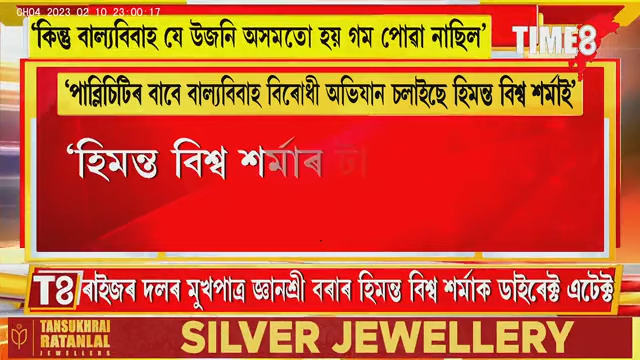 CH04 2023.02.10 23:00:17
‘কিন্তু বাল্যবিবাহ যে উজনি অসমতো হয় গম পোৱা নাছিল’
TIME8
‘পাব্লিচিটিৰ বাবে বাল্যবিবাহ বিৰোধী অভিযান চলাইছে হিমন্ত বিশ্ব শৰ্মাই’
‘হিমন্ত বিশ্ব শৰ্মাৰ
T8 ৰাইজৰ দলৰ মুখপাত্ৰ জ্ঞানশ্ৰী বৰাৰ হিমন্ত বিশ্ব শৰ্মাক ডাইৰেক্ট এটেক্ট
TANSUKHRAI
RATANLAL
JEWELLERS
SILVER JEWELLERY